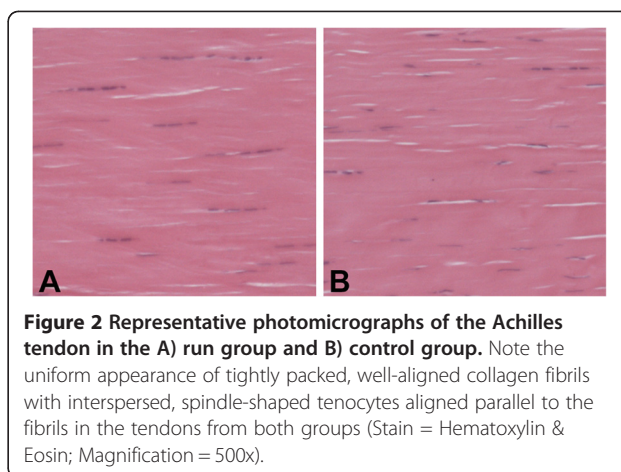 A
B
Figure 2 Representative photomicrographs of the Achilles
tendon in the A) run group and B) control group. Note the
uniform appearance of tightly packed, well-aligned collagen fibrils
with interspersed, spindle-shaped tenocytes aligned parallel to the
fibrils in the tendons from both groups (Stain = Hematoxylin &
Eosin; Magnification = 500x).